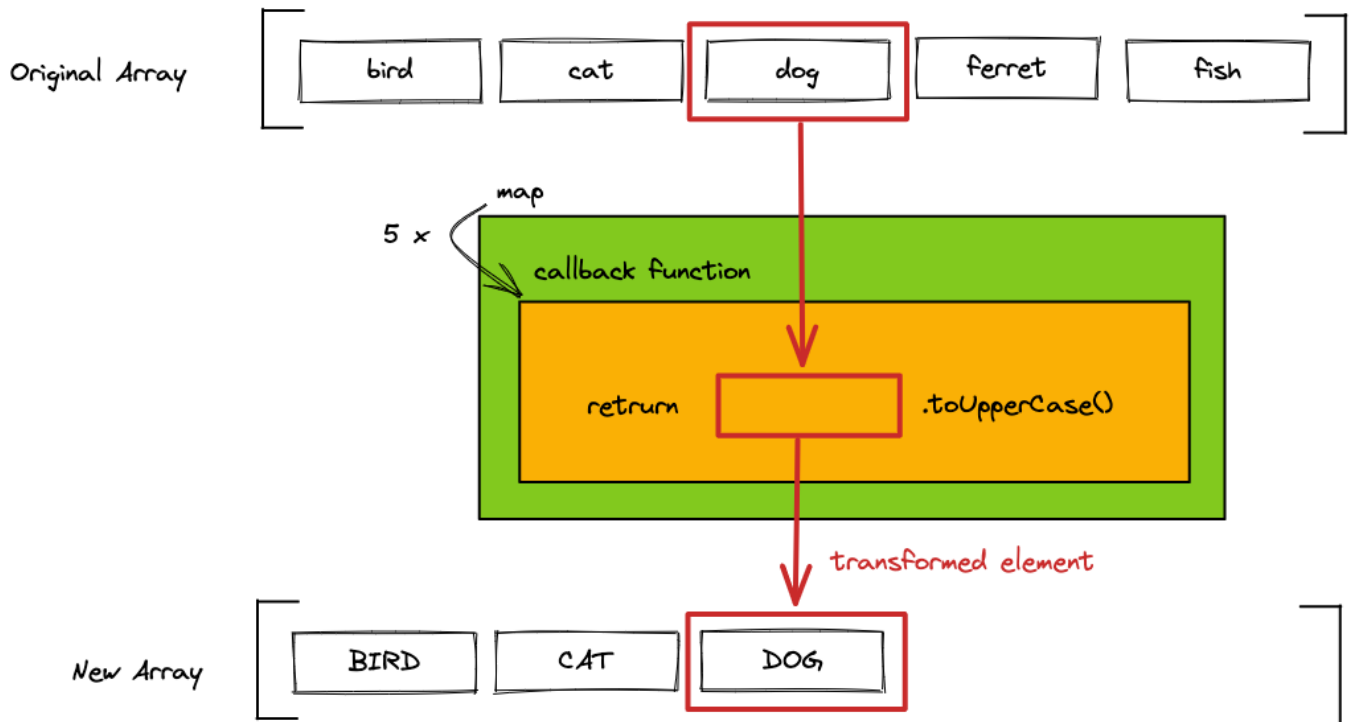 Original Array
bird
cat
dog
ferret
fish
map
5 x
callback function
retrurn
.toUpperCase()
transformed element
New Array
BIRD
CAT
DOG